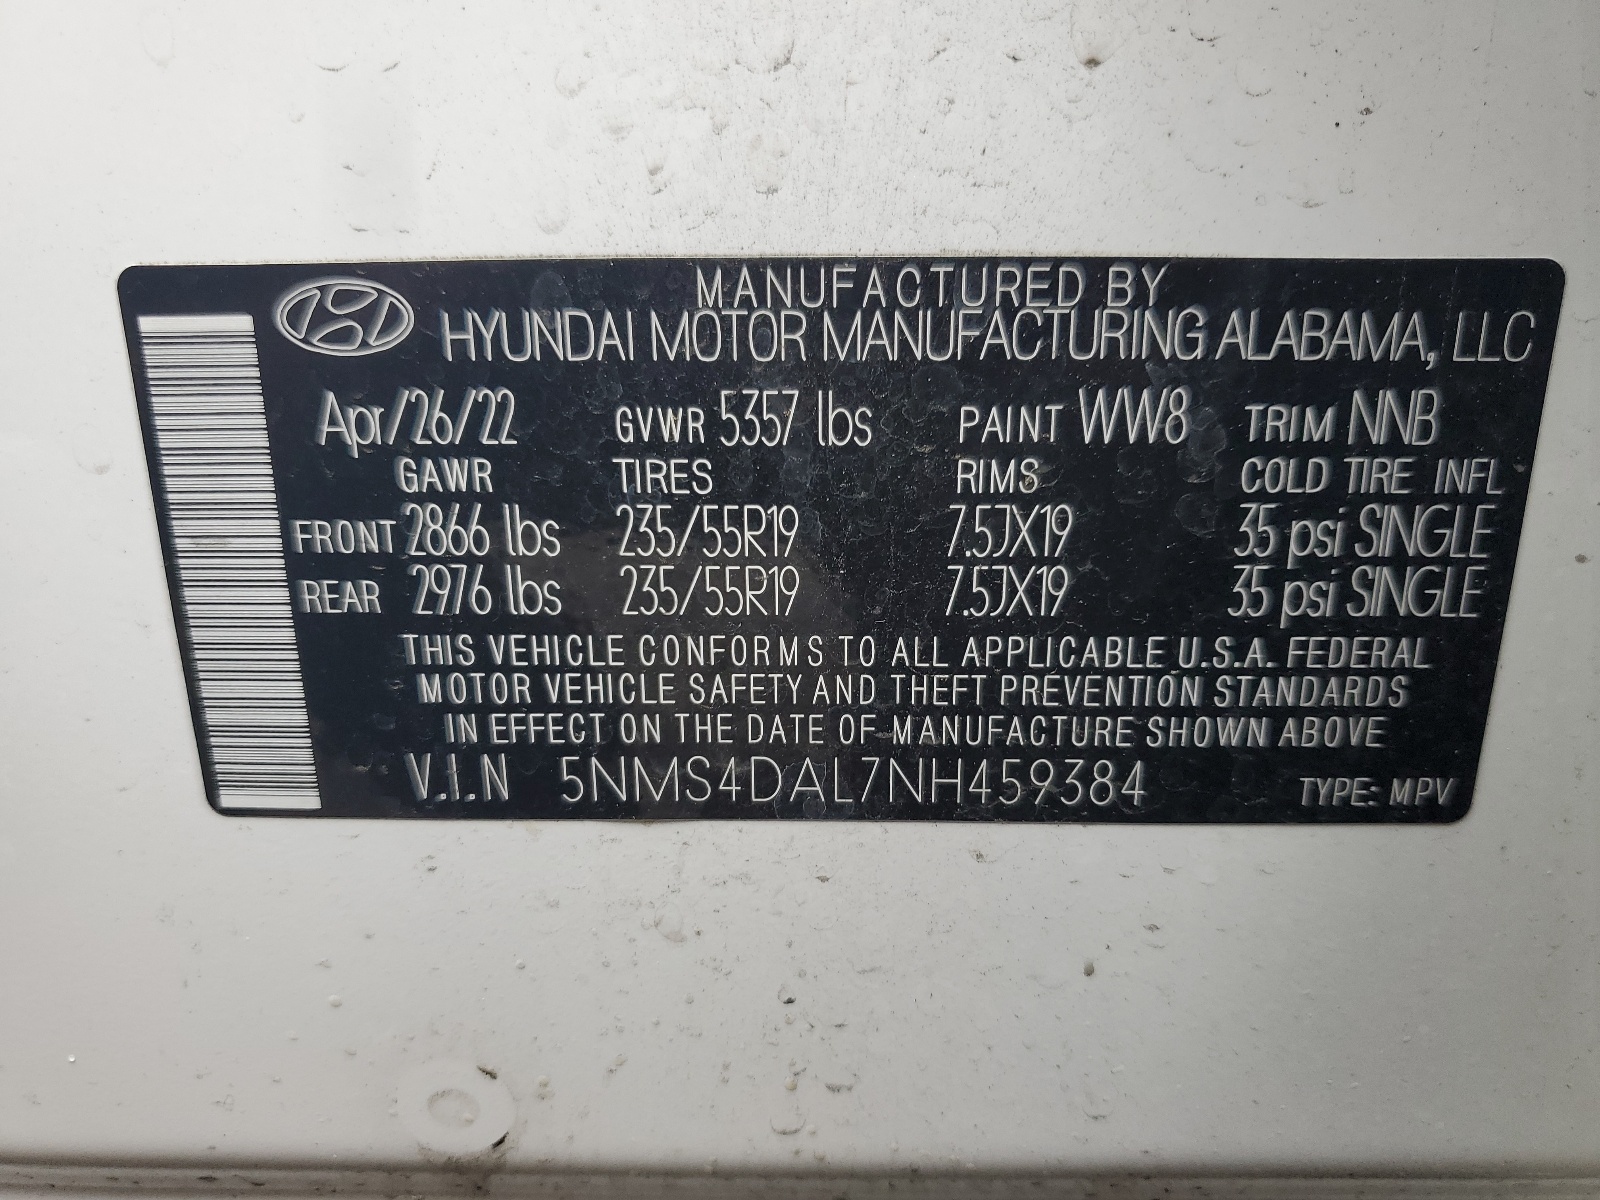 MANUFACTURED BY
HYUNDAI MOTOR MANUFACTURING ALABAMA, LLC
Apr/26/22 GVWR 5357 lbs PAINT WW8 TRIM NNB
GAWR TIRES RIMS COLD TIRE INFL
FRONT 2866 lbs 235/55R19 7.5JX19 35 psi SINGLE
REAR 2976 lbs 235/55R19 7.5JX19 35 psi SINGLE
THIS VEHICLE CONFORMS TO ALL APPLICABLE U.S.A. FEDERAL
MOTOR VEHICLE SAFETY AND THEFT PREVENTION STANDARDS
IN EFFECT ON THE DATE OF MANUFACTURE SHOWN ABOVE
V.I.N 5NMS4DAL7NH459384 TYPE: MPV